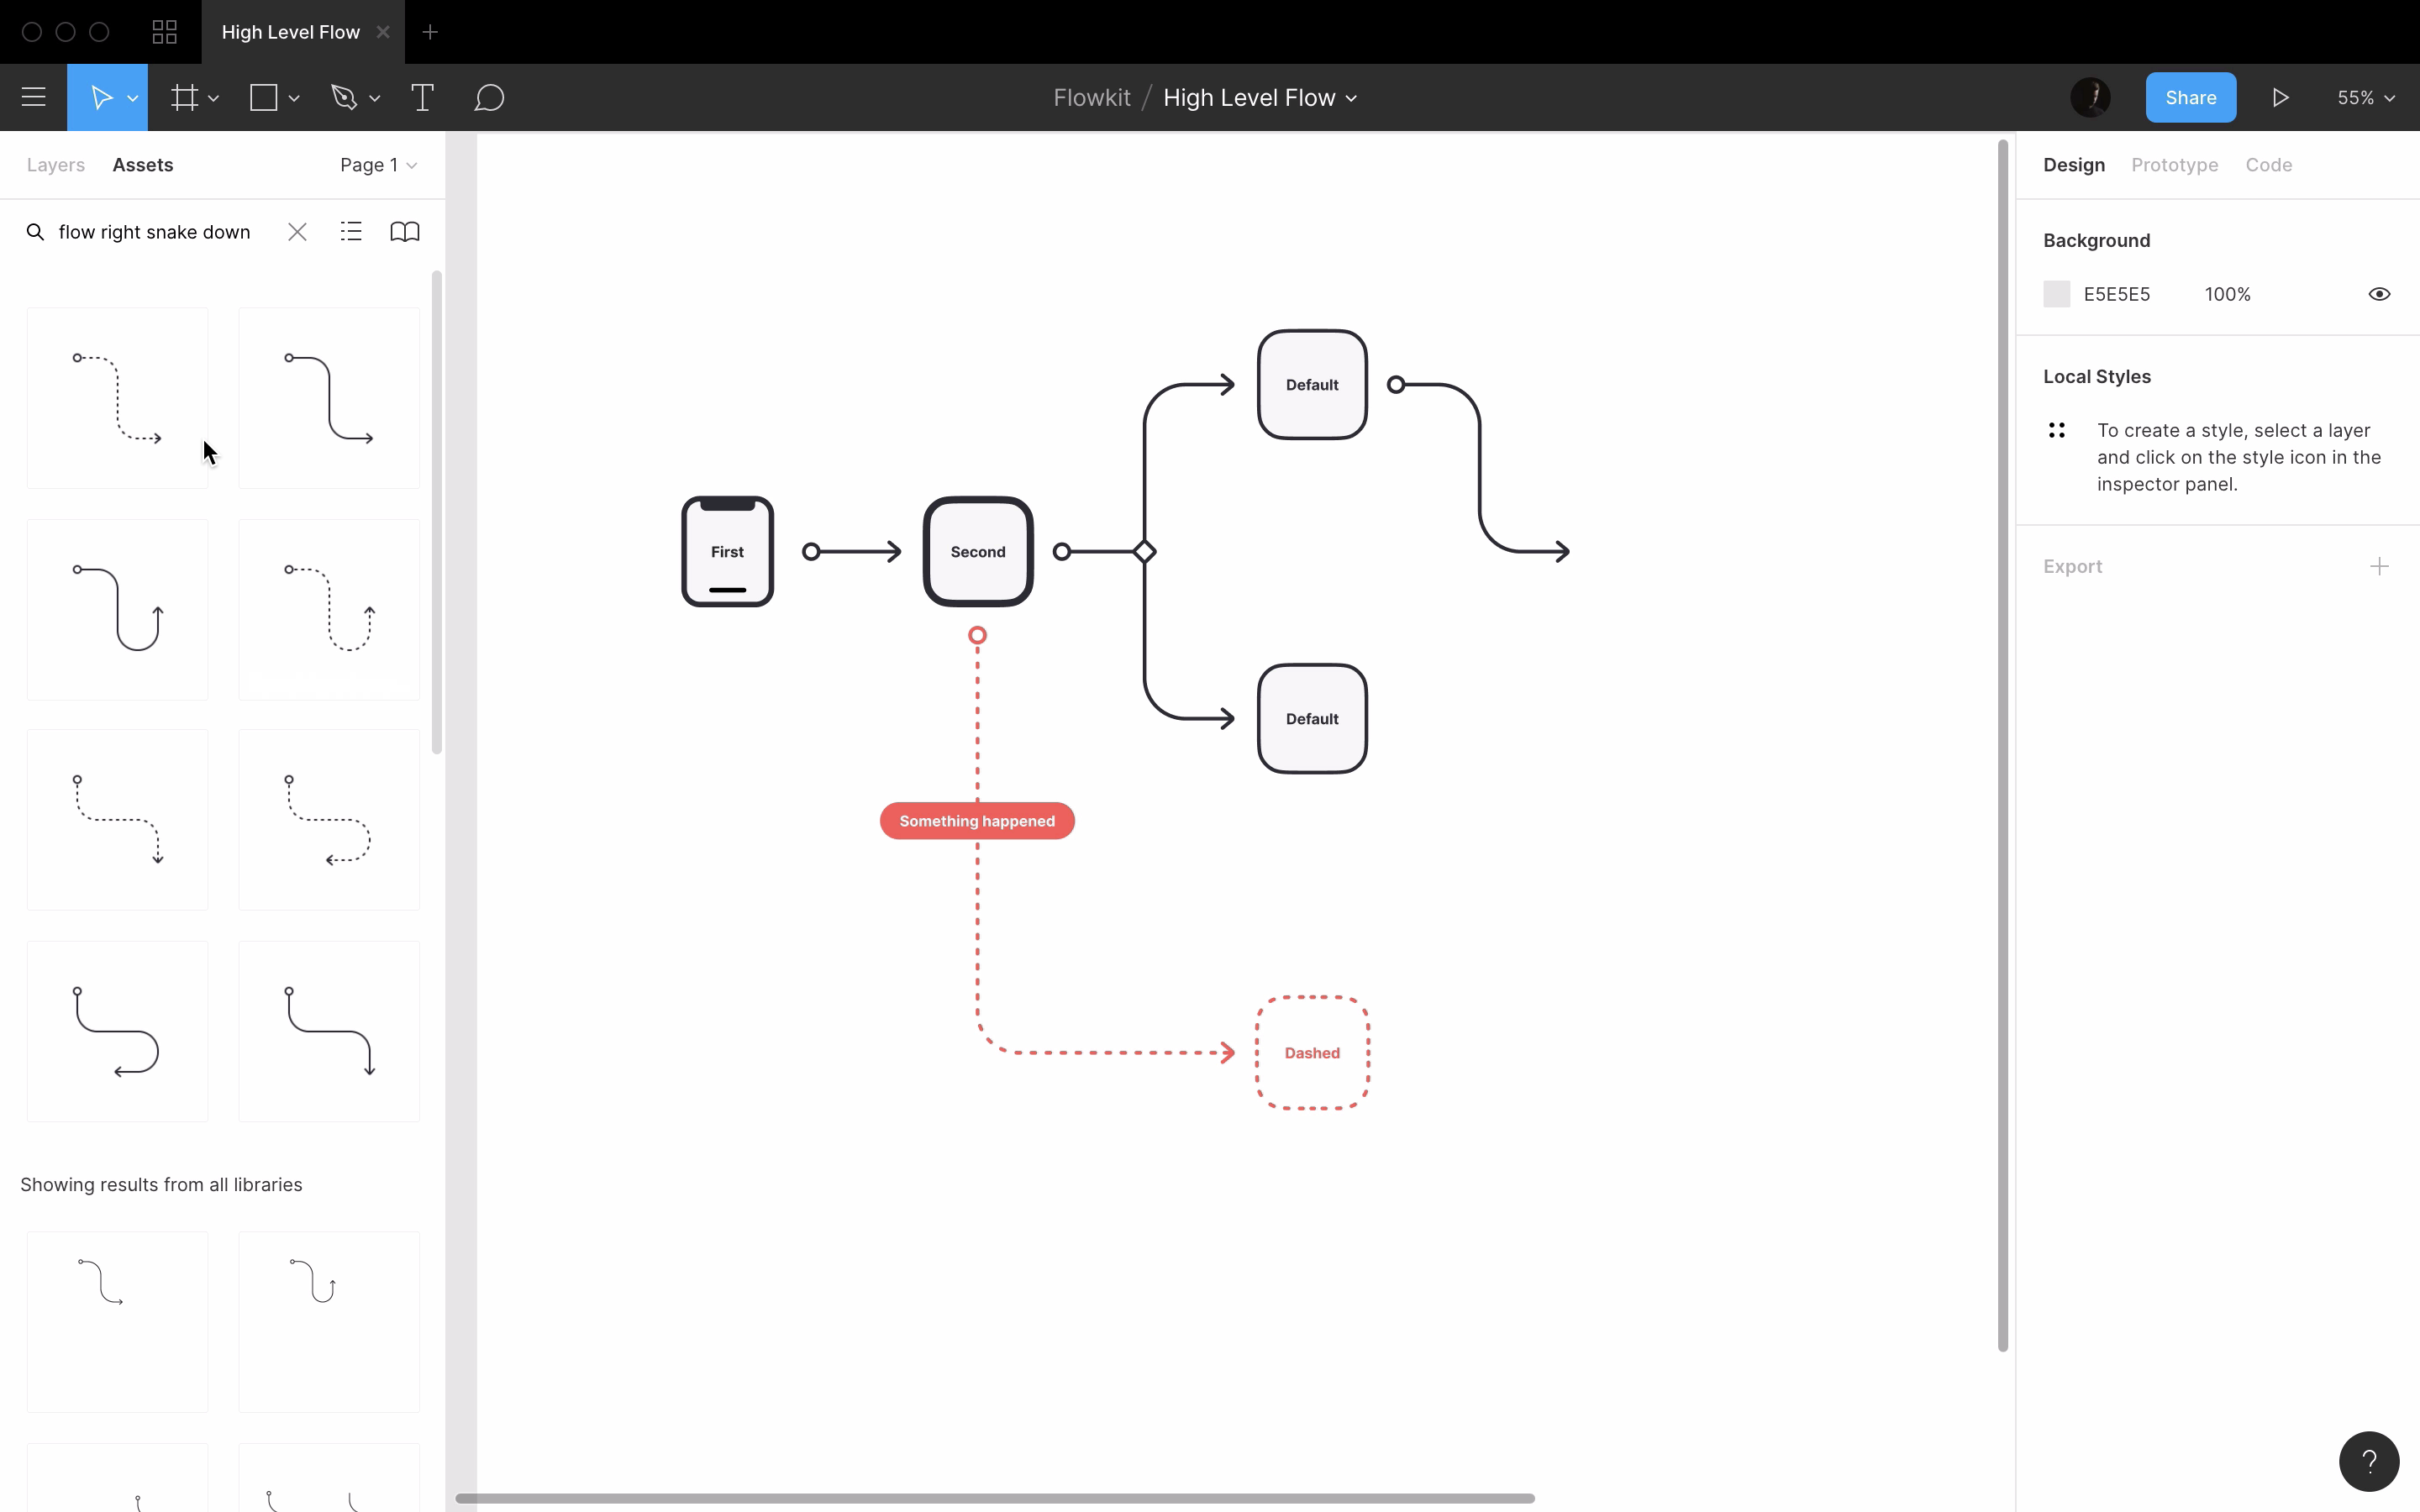 High Level Flow
Flowkit / High Level Flow
Share
55%
Layers Assets Page 1
flow right snake down
Showing results from all libraries
First
Second
Default
Default
Something happened
Dashed
Design Prototype Code
Background
E5E5E5 100%
Local Styles
To create a style, select a layer
and click on the style icon in the
inspector panel.
Export
?